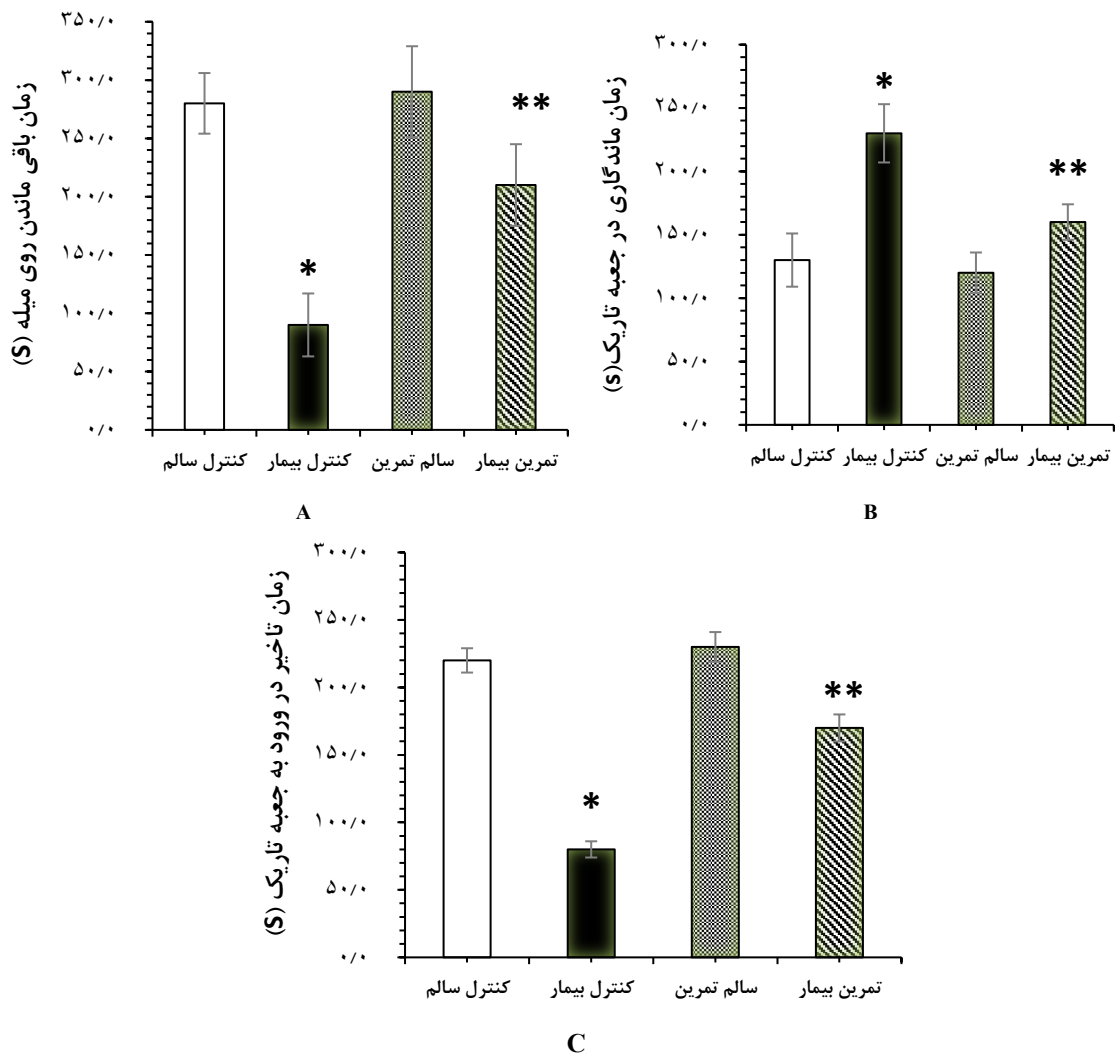 زمان باقی ماندن روی میله (S)
۳۵۰/۰
۳۰۰/۰
۲۵۰/۰
۲۰۰/۰
۱۵۰/۰
۱۰۰/۰
۵۰/۰
۰/۰
*
**
کنترل سالم
کنترل بیمار
سالم تمرین
تمرین بیمار
A
زمان ماندگاری در جعبه تاریک(s)
۳۰۰/۰
۲۵۰/۰
۲۰۰/۰
۱۵۰/۰
۱۰۰/۰
۵۰/۰
۰/۰
*
**
کنترل سالم
کنترل بیمار
سالم تمرین
تمرین بیمار
B
زمان تاخیر در ورود به جعبه تاریک (S)
۳۰۰/۰
۲۵۰/۰
۲۰۰/۰
۱۵۰/۰
۱۰۰/۰
۵۰/۰
۰/۰
*
**
کنترل سالم
کنترل بیمار
سالم تمرین
تمرین بیمار
C